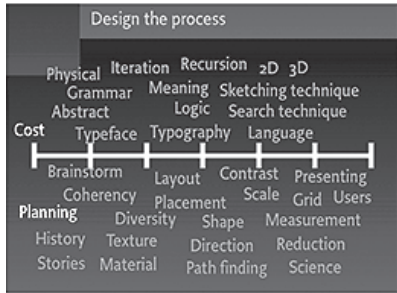 Design the process
Physical Iteration Recursion 2D 3D
Grammar Meaning Sketching technique
Abstract Logic Search technique
Cost Typeface Typography Language
Brainstorm Layout Contrast Presenting
Coherency Placement Scale Grid Users
Planning Diversity Shape Measurement
History Texture Direction Reduction
Stories Material Path finding Science